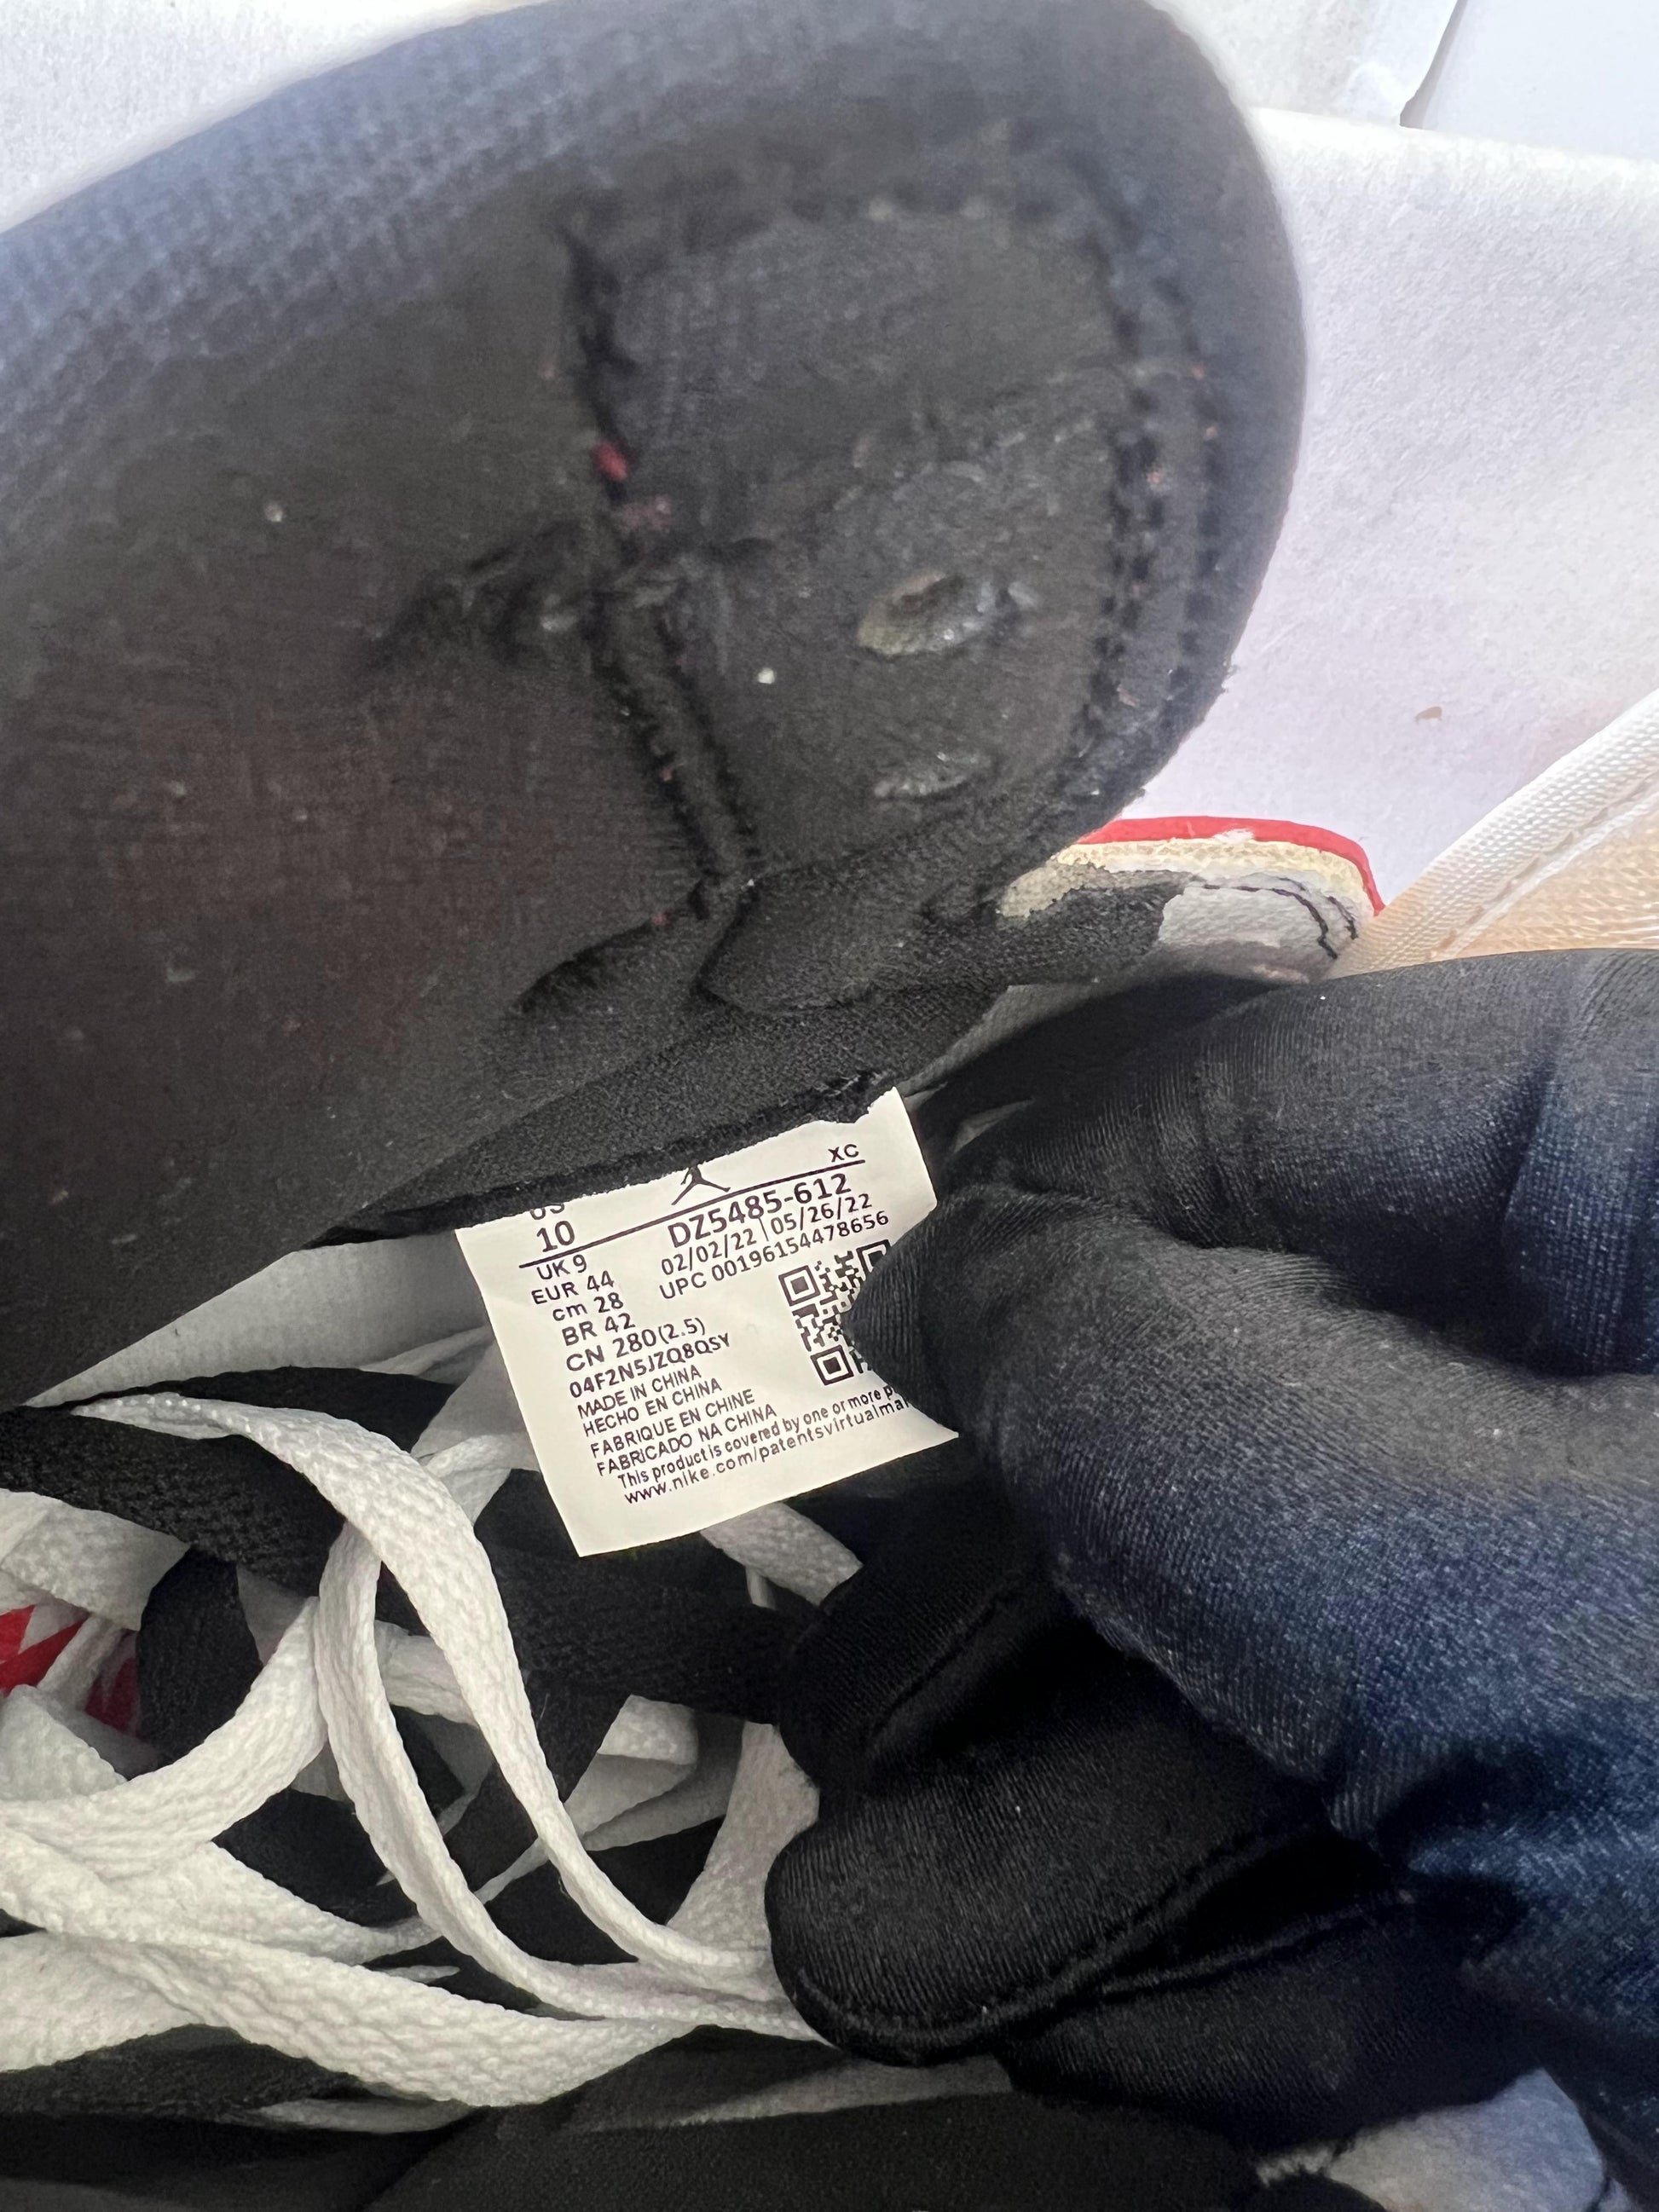 US
10
XC
DZ5485-612
02/02/22 | 05/26/22
UPC 00196154478656
UK 9
EUR 44
cm 28
BR 42
CN 280(2.5)
04F2N5JZQ8QSY
MADE IN CHINA
HECHO EN CHINA
FABRIQUE EN CHINE
FABRICADO NA CHINA
This product is covered by one or more
www.nike.com/patentsvirtualma